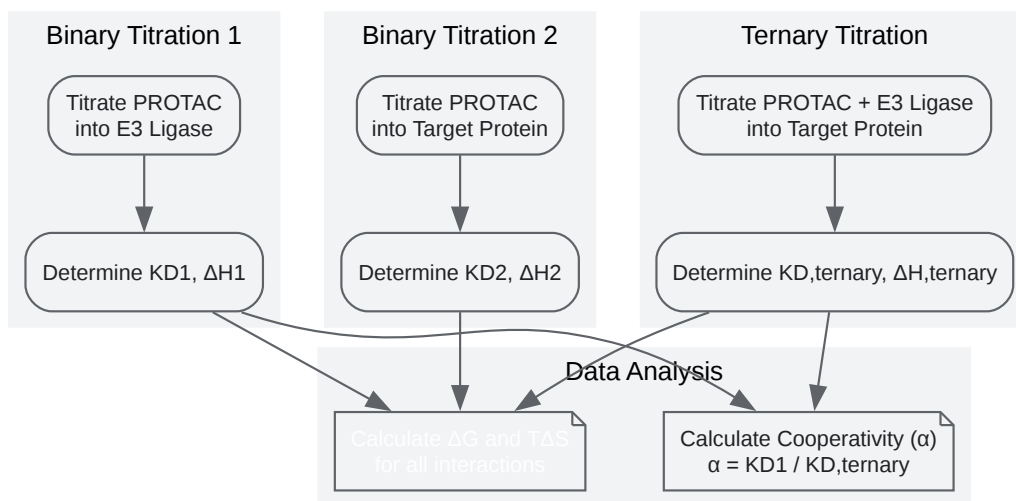 Binary Titration 1
Binary Titration 2
Ternary Titration
Titrate PROTAC
into E3 Ligase
Titrate PROTAC
into Target Protein
Titrate PROTAC + E3 Ligase
into Target Protein
Determine KD1, ΔH1
Determine KD2, ΔH2
Determine KD,ternary, ΔH,ternary
Data Analysis
Calculate ΔG and TΔS
for all interactions
Calculate Cooperativity (α)
α = KD1 / KD,ternary